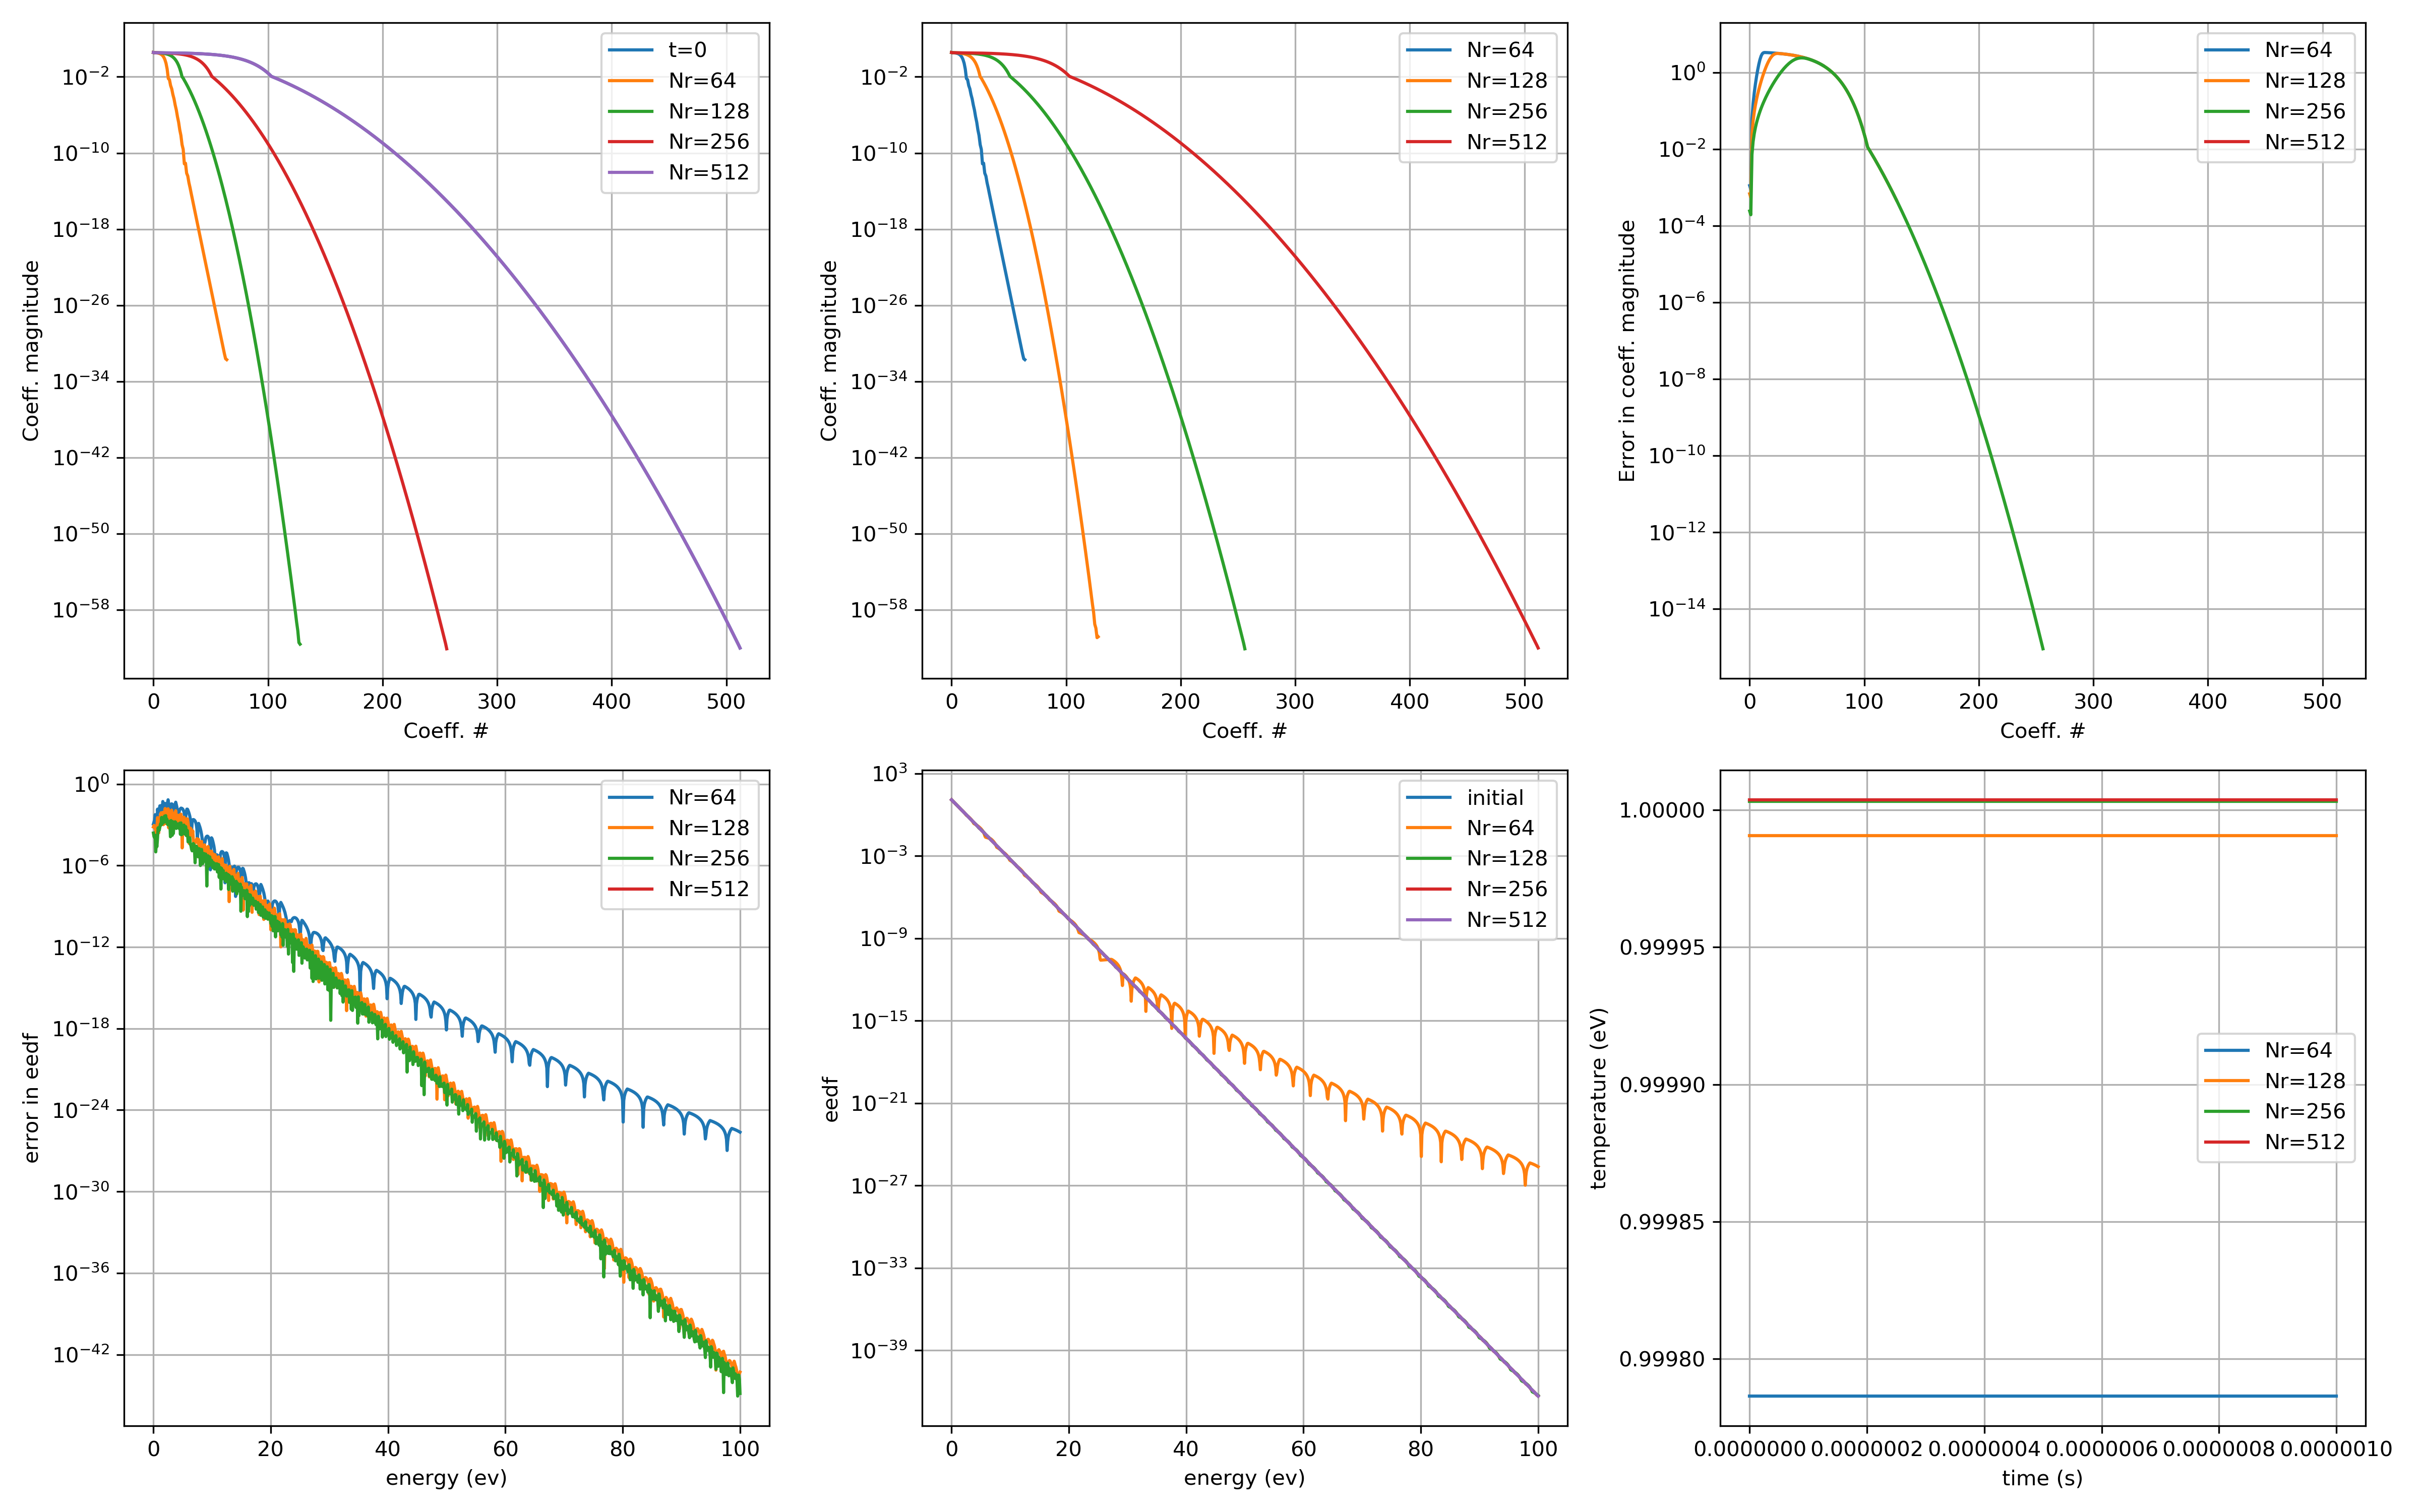 t=0
Nr=64
Nr=128
Nr=256
Nr=512
10⁻²
10⁻¹⁰
10⁻¹⁸
10⁻²⁶
10⁻³⁴
10⁻⁴²
10⁻⁵⁰
10⁻⁵⁸
Coeff. magnitude
0 100 200 300 400 500
Coeff. #
Nr=64
Nr=128
Nr=256
Nr=512
10⁻²
10⁻¹⁰
10⁻¹⁸
10⁻²⁶
10⁻³⁴
10⁻⁴²
10⁻⁵⁰
10⁻⁵⁸
Coeff. magnitude
0 100 200 300 400 500
Coeff. #
Nr=64
Nr=128
Nr=256
Nr=512
10⁰
10⁻²
10⁻⁴
10⁻⁶
10⁻⁸
10⁻¹⁰
10⁻¹²
10⁻¹⁴
Error in coeff. magnitude
0 100 200 300 400 500
Coeff. #
Nr=64
Nr=128
Nr=256
Nr=512
10⁰
10⁻⁶
10⁻¹²
10⁻¹⁸
10⁻²⁴
10⁻³⁰
10⁻³⁶
10⁻⁴²
error in eedf
0 20 40 60 80 100
energy (ev)
initial
Nr=64
Nr=128
Nr=256
Nr=512
10³
10⁻³
10⁻⁹
10⁻¹⁵
10⁻²¹
10⁻²⁷
10⁻³³
10⁻³⁹
eedf
0 20 40 60 80 100
energy (ev)
Nr=64
Nr=128
Nr=256
Nr=512
1.00000
0.99995
0.99990
0.99985
0.99980
temperature (eV)
0.0000000 0.0000002 0.0000004 0.0000006 0.0000008 0.0000010
time (s)